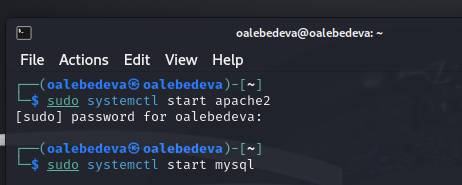 oalebedeva@oalebedeva: ~
File Actions Edit View Help
┌──(oalebedeva㉿oalebedeva)-[~]
└─$ sudo systemctl start apache2
[sudo] password for oalebedeva:
┌──(oalebedeva㉿oalebedeva)-[~]
└─$ sudo systemctl start mysql